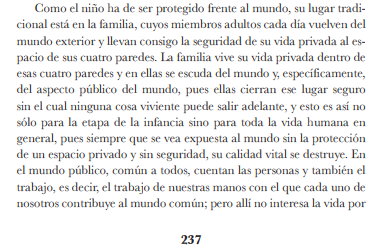 Como el niño ha de ser protegido frente al mundo, su lugar tradi-
cional está en la familia, cuyos miembros adultos cada día vuelven del
mundo exterior y llevan consigo la seguridad de su vida privada al es-
pacio de sus cuatro paredes. La familia vive su vida privada dentro de
esas cuatro paredes y en ellas se escuda del mundo y, específicamente,
del aspecto público del mundo, pues ellas cierran ese lugar seguro
sin el cual ninguna cosa viviente puede salir adelante, y esto es así no
sólo para la etapa de la infancia sino para toda la vida humana en
general, pues siempre que se vea expuesta al mundo sin la protección
de un espacio privado y sin seguridad, su calidad vital se destruye. En
el mundo público, común a todos, cuentan las personas y también el
trabajo, es decir, el trabajo de nuestras manos con el que cada uno de
nosotros contribuye al mundo común; pero allí no interesa la vida por
237